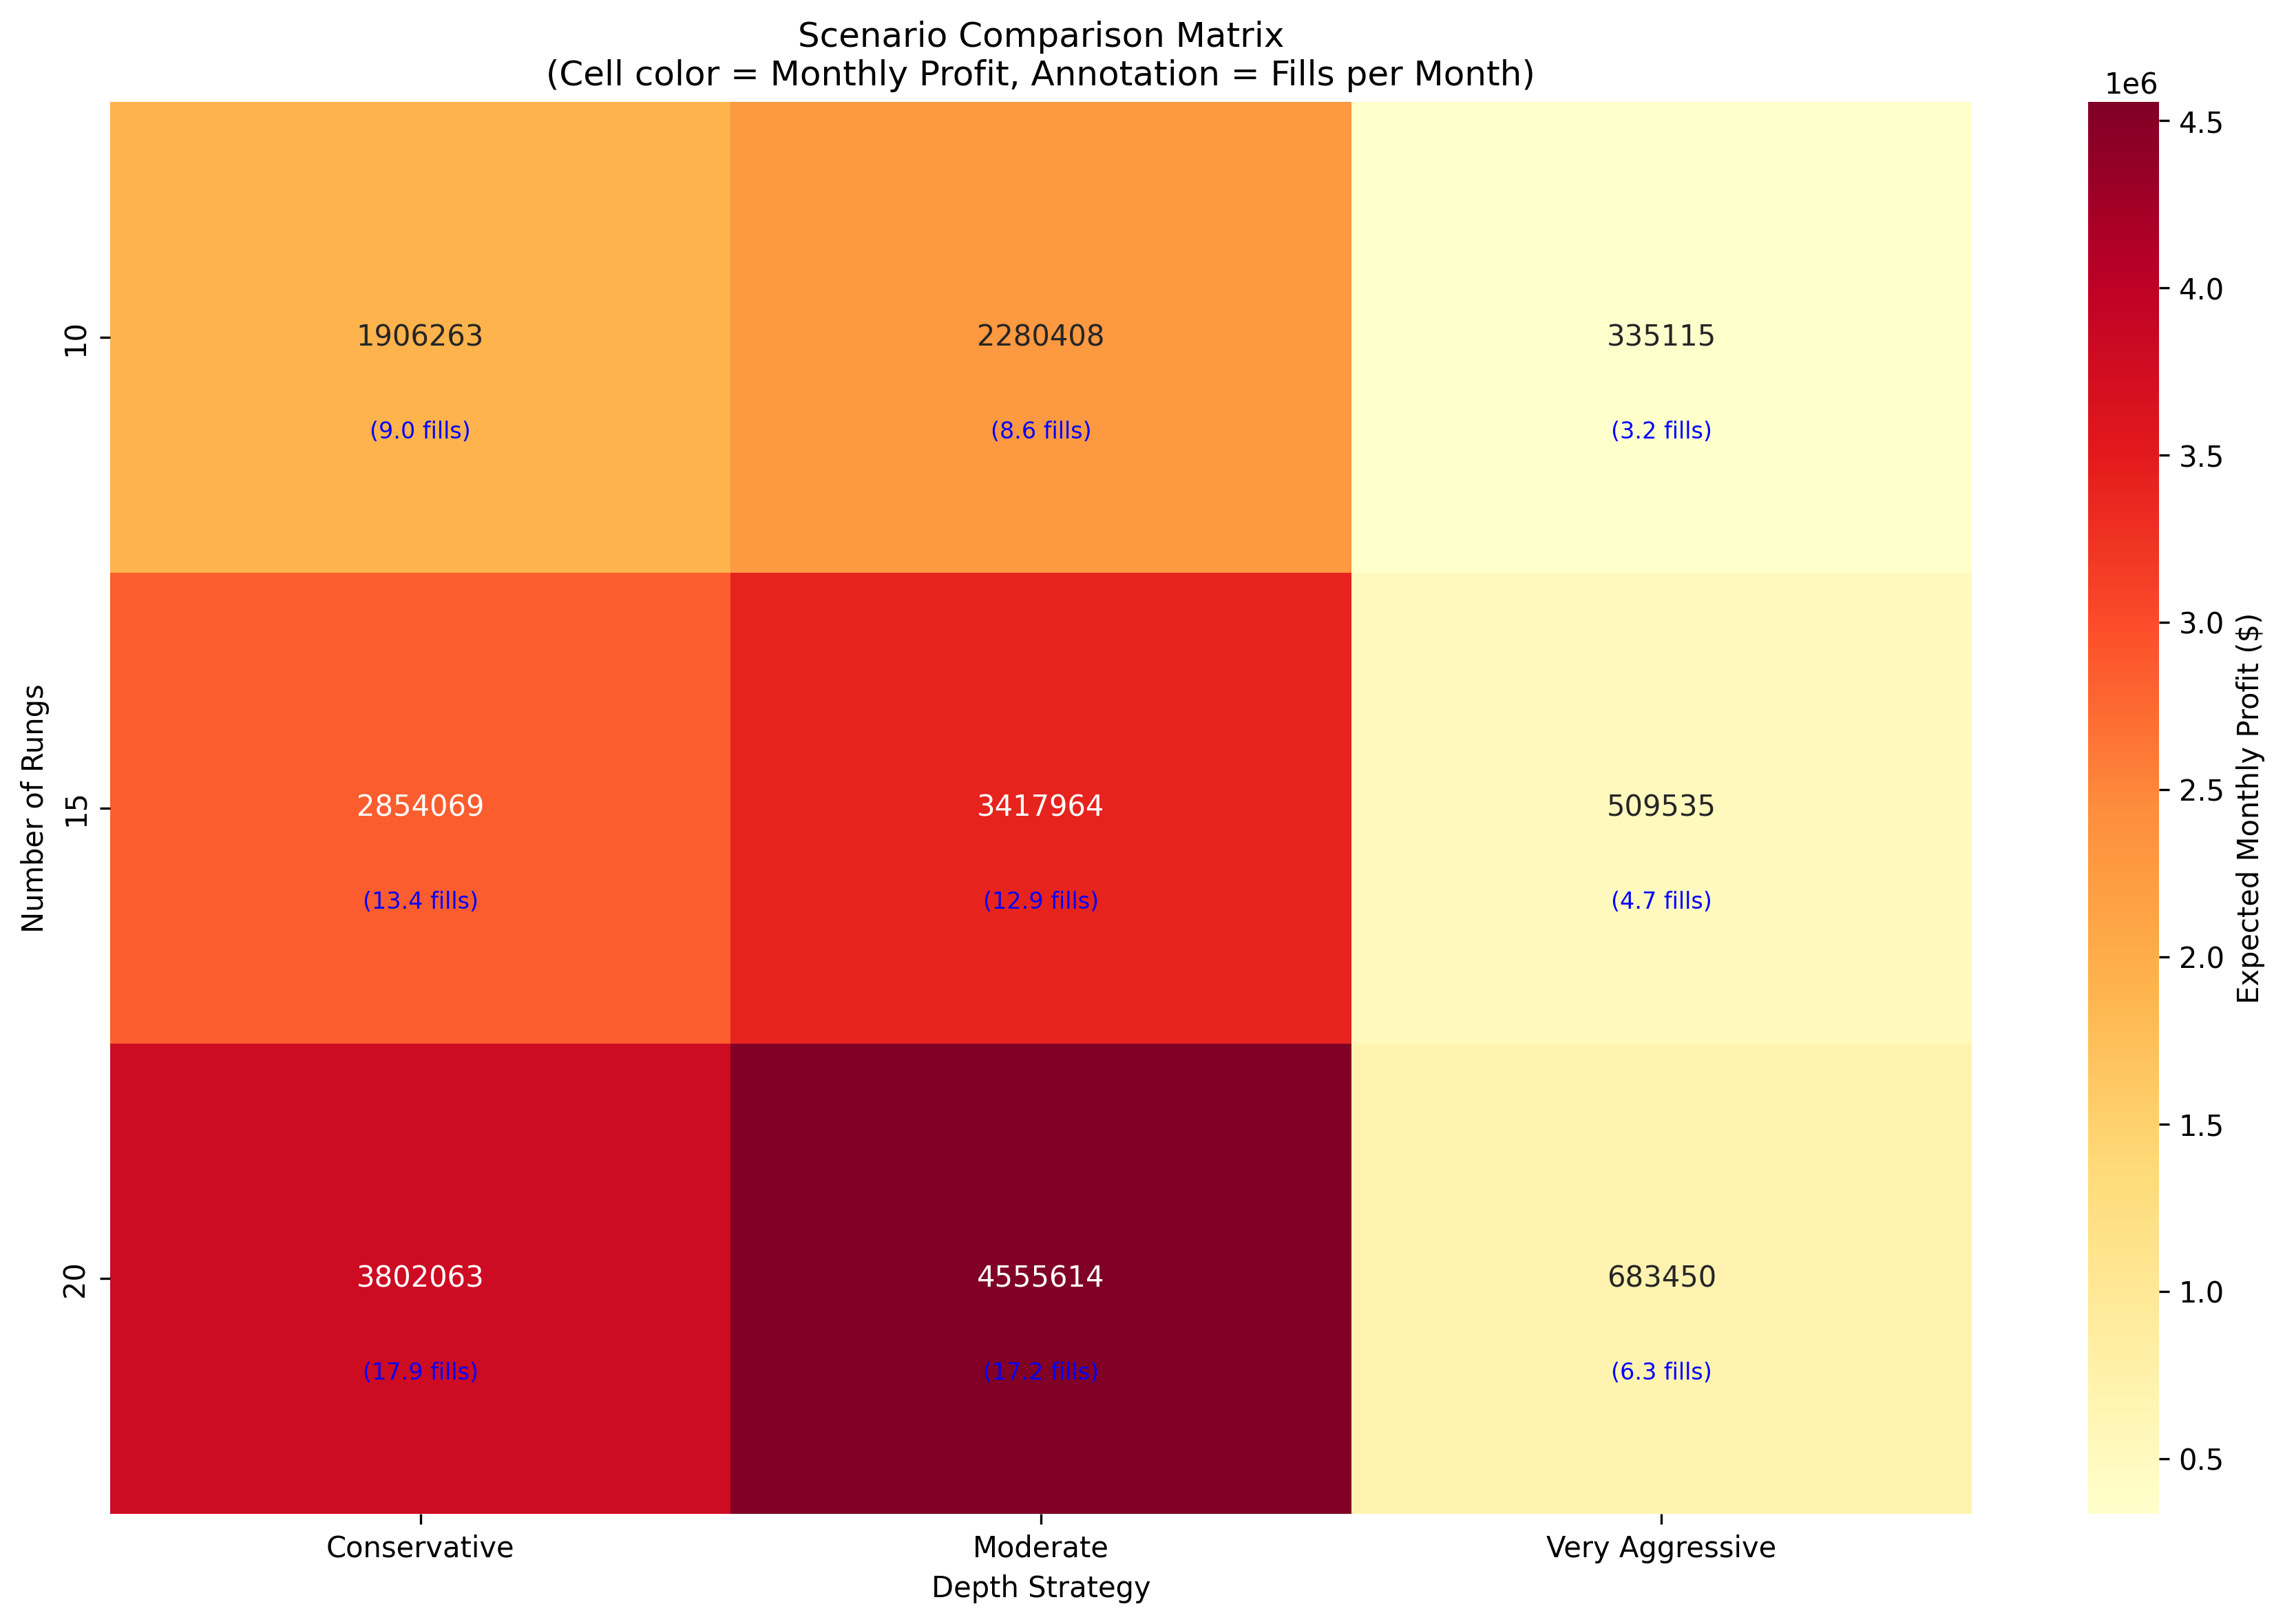 Scenario Comparison Matrix
(Cell color = Monthly Profit, Annotation = Fills per Month)
1e6
Number of Rungs
10
1906263
2280408
335115
(9.0 fills)
(8.6 fills)
(3.2 fills)
15
2854069
3417964
509535
(13.4 fills)
(12.9 fills)
(4.7 fills)
20
3802063
4555614
683450
(17.9 fills)
(17.2 fills)
(6.3 fills)
Conservative
Moderate
Very Aggressive
Depth Strategy
4.5
4.0
3.5
3.0
2.5
2.0
1.5
1.0
0.5
Expected Monthly Profit ($)